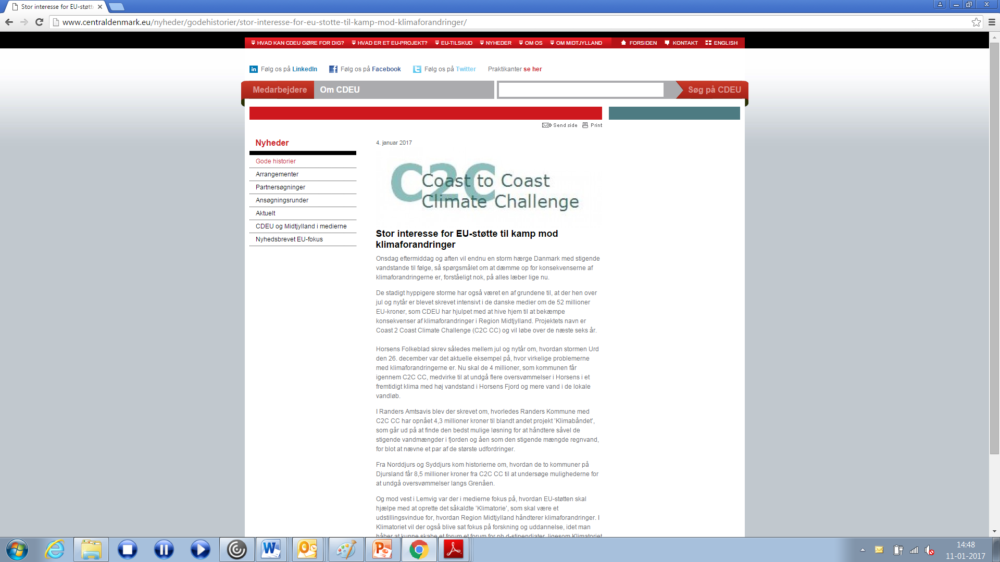 Stor interesse for EU-støtt
www.centraldenmark.eu/nyheder/godehistorier/stor-interesse-for-eu-stotte-til-kamp-mod-klimaforandringer/
HVAD KAN CDEU GØRE FOR DIG? HVAD ER ET EU-PROJEKT? EU-TILSKUD NYHEDER OM OS OM MIDTJYLLAND FORSIDEN KONTAKT ENGLISH
in Følg os på LinkedIn Følg os på Facebook Følg os på Twitter Praktikanter se her
Medarbejdere Om CDEU Søg på CDEU
Send side Print
Nyheder
Gode historier
Arrangementer
Partnersøgninger
Ansøgningsrunder
Aktuelt
CDEU og Midtjylland i medierne
Nyhedsbrevet EU-fokus
4. januar 2017
C2C
Coast to Coast
Climate Challenge
Stor interesse for EU-støtte til kamp mod
klimaforandringer
Onsdag eftermiddag og aften vil endnu en storm hærge Danmark med stigende
vandstande til følge, så spørgsmålet om at dæmme op for konsekvenserne af
klimaforandringerne er, forståeligt nok, på alles læber lige nu.
De stadigt hyppigere storme har også været en af grundene til, at der hen over
jul og nytår er blevet skrevet intensivt i de danske medier om de 52 millioner
EU-kroner, som CDEU har hjulpet med at hive hjem til at bekæmpe
konsekvenser af klimaforandringer i Region Midtjylland. Projektets navn er
Coast 2 Coast Climate Challenge (C2C CC) og vil løbe over de næste seks år.
Horsens Folkeblad skrev således mellem jul og nytår om, hvordan stormen Urd
den 26. december var det aktuelle eksempel på, hvor virkelige problemerne
med klimaforandringerne er. Nu skal de 4 millioner, som kommunen får
igennem C2C CC, medvirke til at undgå flere oversvømmelser i Horsens i et
fremtidigt klima med høj vandstand i Horsens Fjord og mere vand i de lokale
vandløb.
I Randers Amtsavis blev der skrevet om, hvorledes Randers Kommune med
C2C CC har opnået 4,3 millioner kroner til blandt andet projekt 'Klimabåndet',
som går ud på at finde den bedst mulige løsning for at håndtere såvel de
stigende vandmængder i fjorden og åen som den stigende mængde regnvand,
for blot at nævne et par af de største udfordringer.
Fra Norddjurs og Syddjurs kom historierne om, hvordan de to kommuner på
Djursland får 8,5 millioner kroner fra C2C CC til at undersøge mulighederne for
at undgå oversvømmelser langs Grenåen.
Og mod vest i Lemvig var der i medierne fokus på, hvordan EU-støtten skal
hjælpe med at oprette det såkaldte 'Klimatorie', som skal være et
udstillingsvindue for, hvordan Region Midtjylland håndterer klimaforandringer. I
Klimatoriet vil der også blive sat fokus på forskning og uddannelse, idet man
håber at kunne skabe et forum et forum for ph.d-stipendiater, ligesom Klimatoriet
14:48
11-01-2017